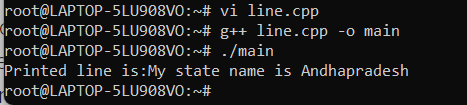 root@LAPTOP-5LU908VO:~# vi line.cpp
root@LAPTOP-5LU908VO:~# g++ line.cpp -o main
root@LAPTOP-5LU908VO:~# ./main
Printed line is:My state name is Andhapradesh
root@LAPTOP-5LU908VO:~#